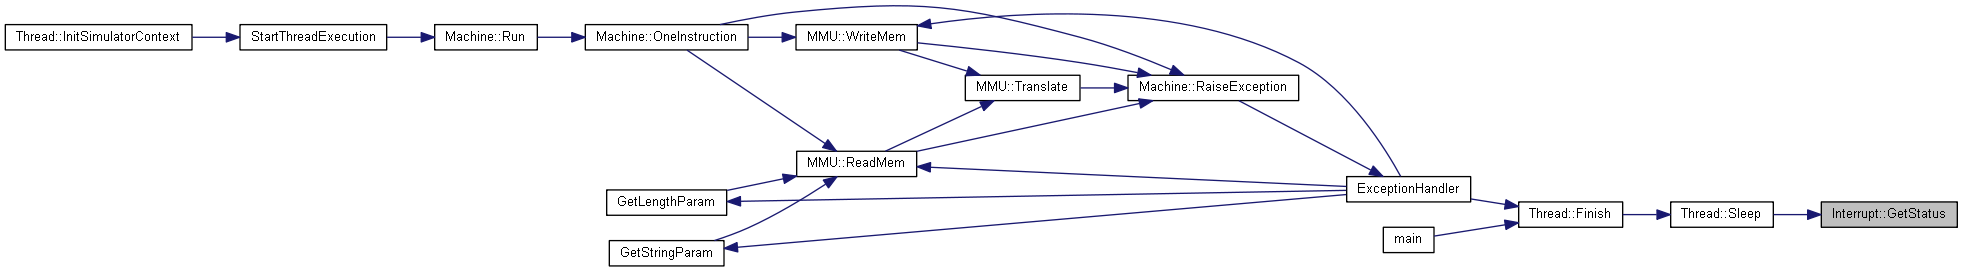 Thread::InitSimulatorContext
StartThreadExecution
Machine::Run
Machine::OneInstruction
MMU::WriteMem
MMU::Translate
Machine::RaiseException
MMU::ReadMem
GetLengthParam
GetStringParam
ExceptionHandler
main
Thread::Finish
Thread::Sleep
Interrupt::GetStatus